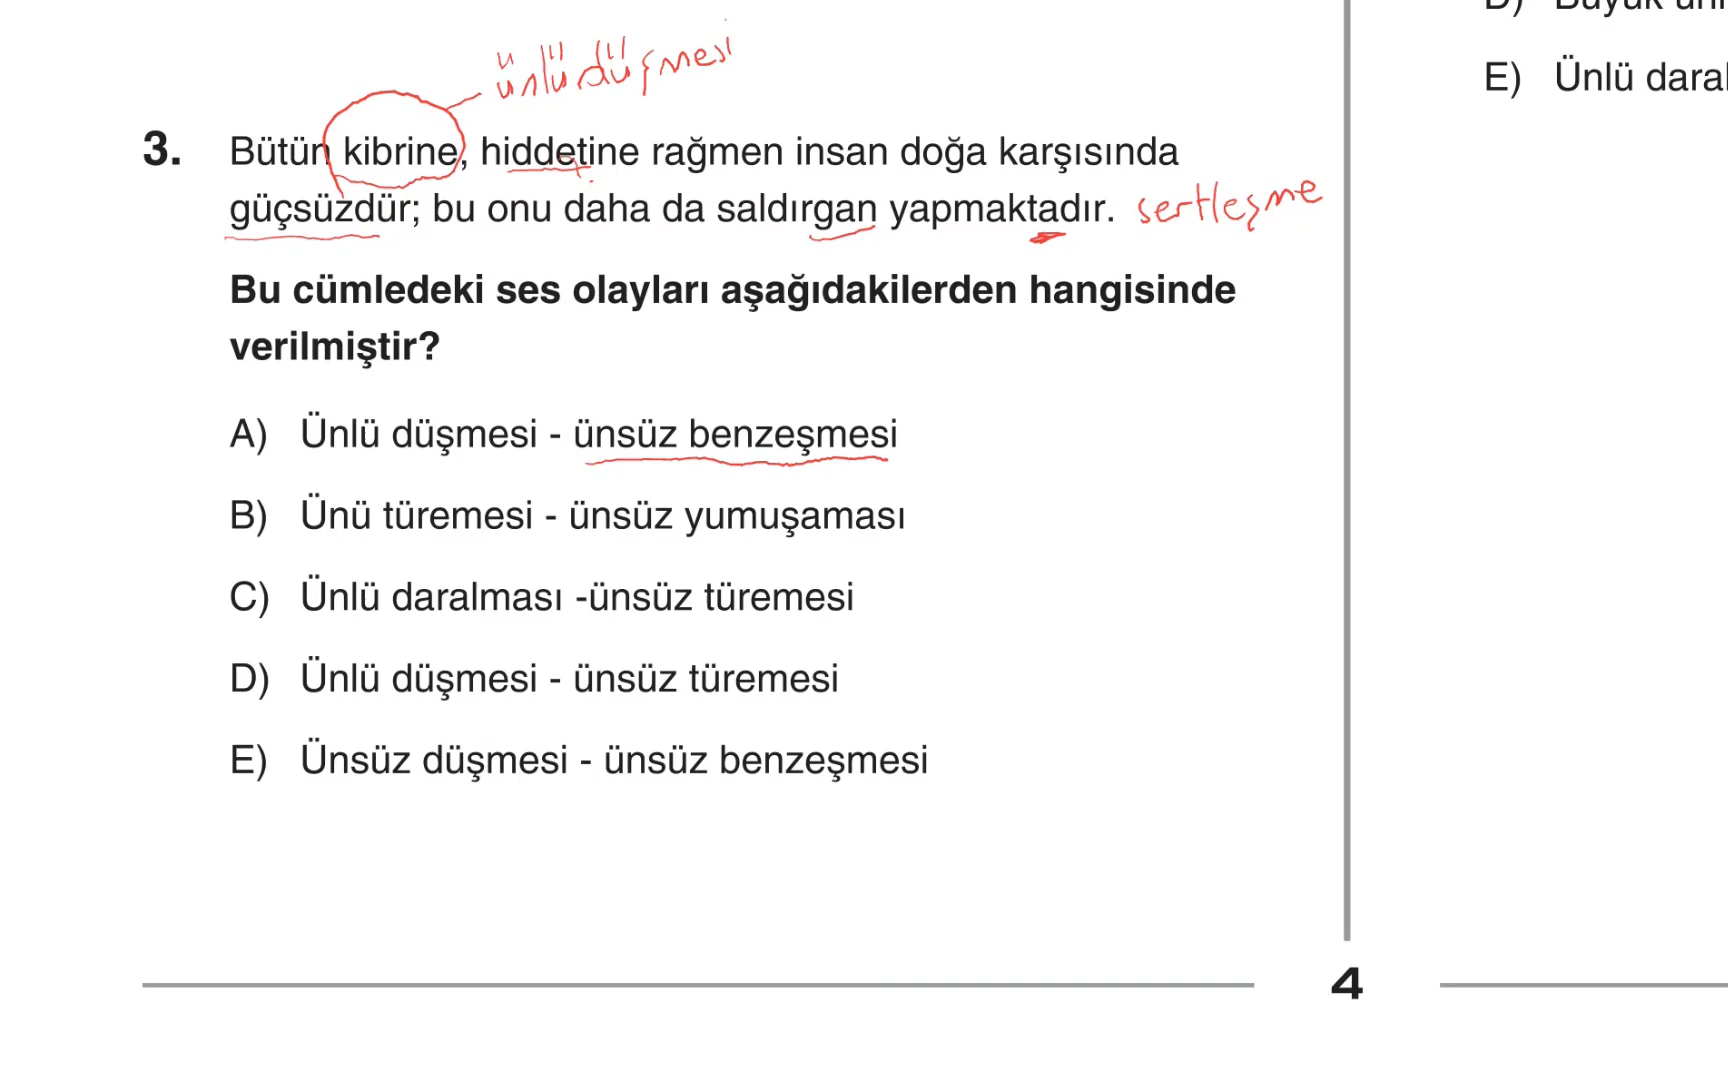 E) Ünlü daral
ünlü düşmesi
3. Bütün kibrine, hiddetine rağmen insan doğa karşısında
güçsüzdür; bu onu daha da saldırgan yapmaktadır. sertleşme
Bu cümledeki ses olayları aşağıdakilerden hangisinde
verilmiştir?
A) Ünlü düşmesi - ünsüz benzeşmesi
B) Ünü türemesi - ünsüz yumuşaması
C) Ünlü daralması -ünsüz türemesi
D) Ünlü düşmesi - ünsüz türemesi
E) Ünsüz düşmesi - ünsüz benzeşmesi
4